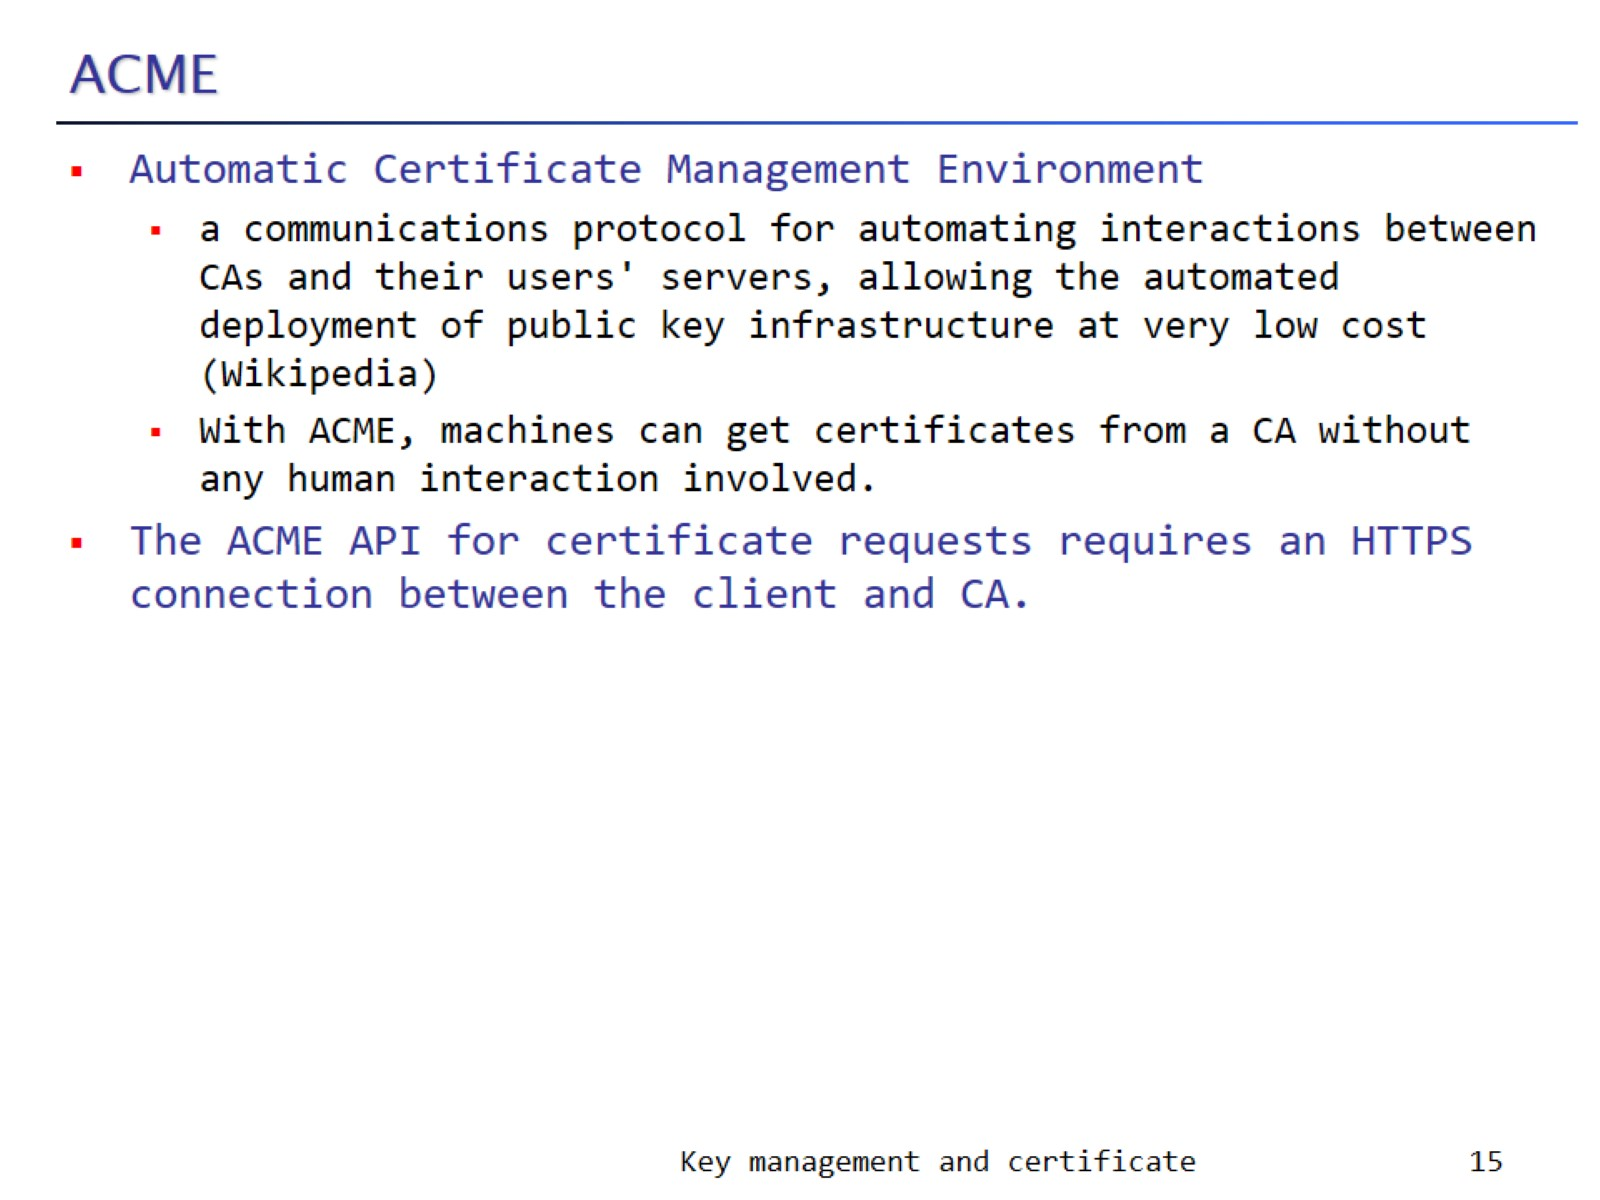 ACME
▪ Automatic Certificate Management Environment
▪ a communications protocol for automating interactions between
CAs and their users' servers, allowing the automated
deployment of public key infrastructure at very low cost
(Wikipedia)
▪ With ACME, machines can get certificates from a CA without
any human interaction involved.
▪ The ACME API for certificate requests requires an HTTPS
connection between the client and CA.
Key management and certificate 15